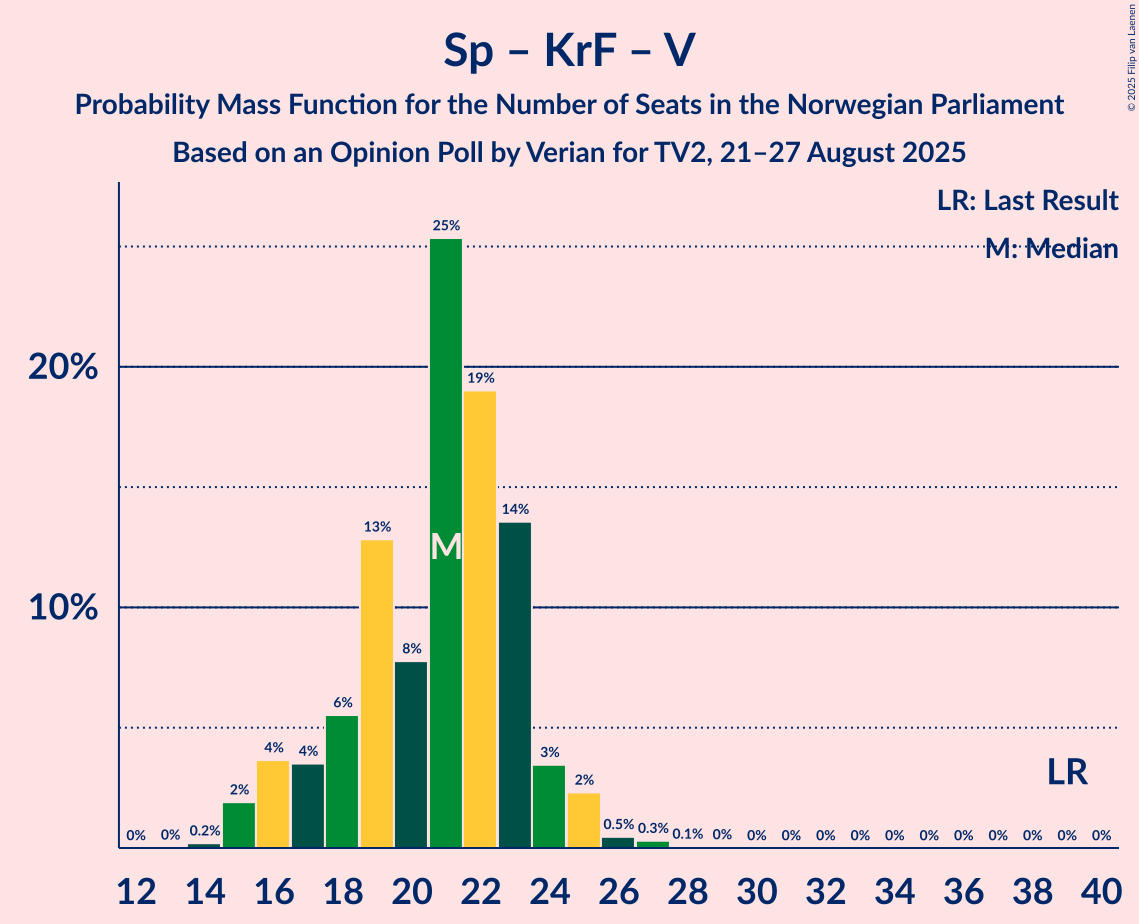 Sp – KrF – V
Probability Mass Function for the Number of Seats in the Norwegian Parliament
Based on an Opinion Poll by Verian for TV2, 21–27 August 2025
© 2025 Filip van Laenen
LR: Last Result
M: Median
20%
10%
0% 0% 0.2% 2% 4% 4% 6% 13% 8% 25% 19% 14% 3% 2% 0.5% 0.3% 0.1% 0% 0% 0% 0% 0% 0% 0% 0% 0% 0% 0% 0%
M
LR
12 14 16 18 20 22 24 26 28 30 32 34 36 38 40